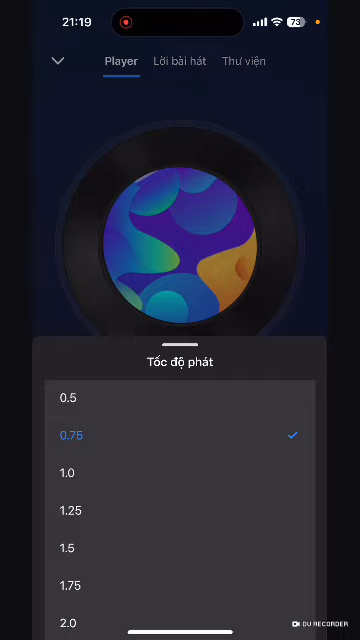 21:19
73
Player
Lời bài hát
Thư viện
Tốc độ phát
0.5
0.75
1.0
1.25
1.5
1.75
2.0
DU RECORDER